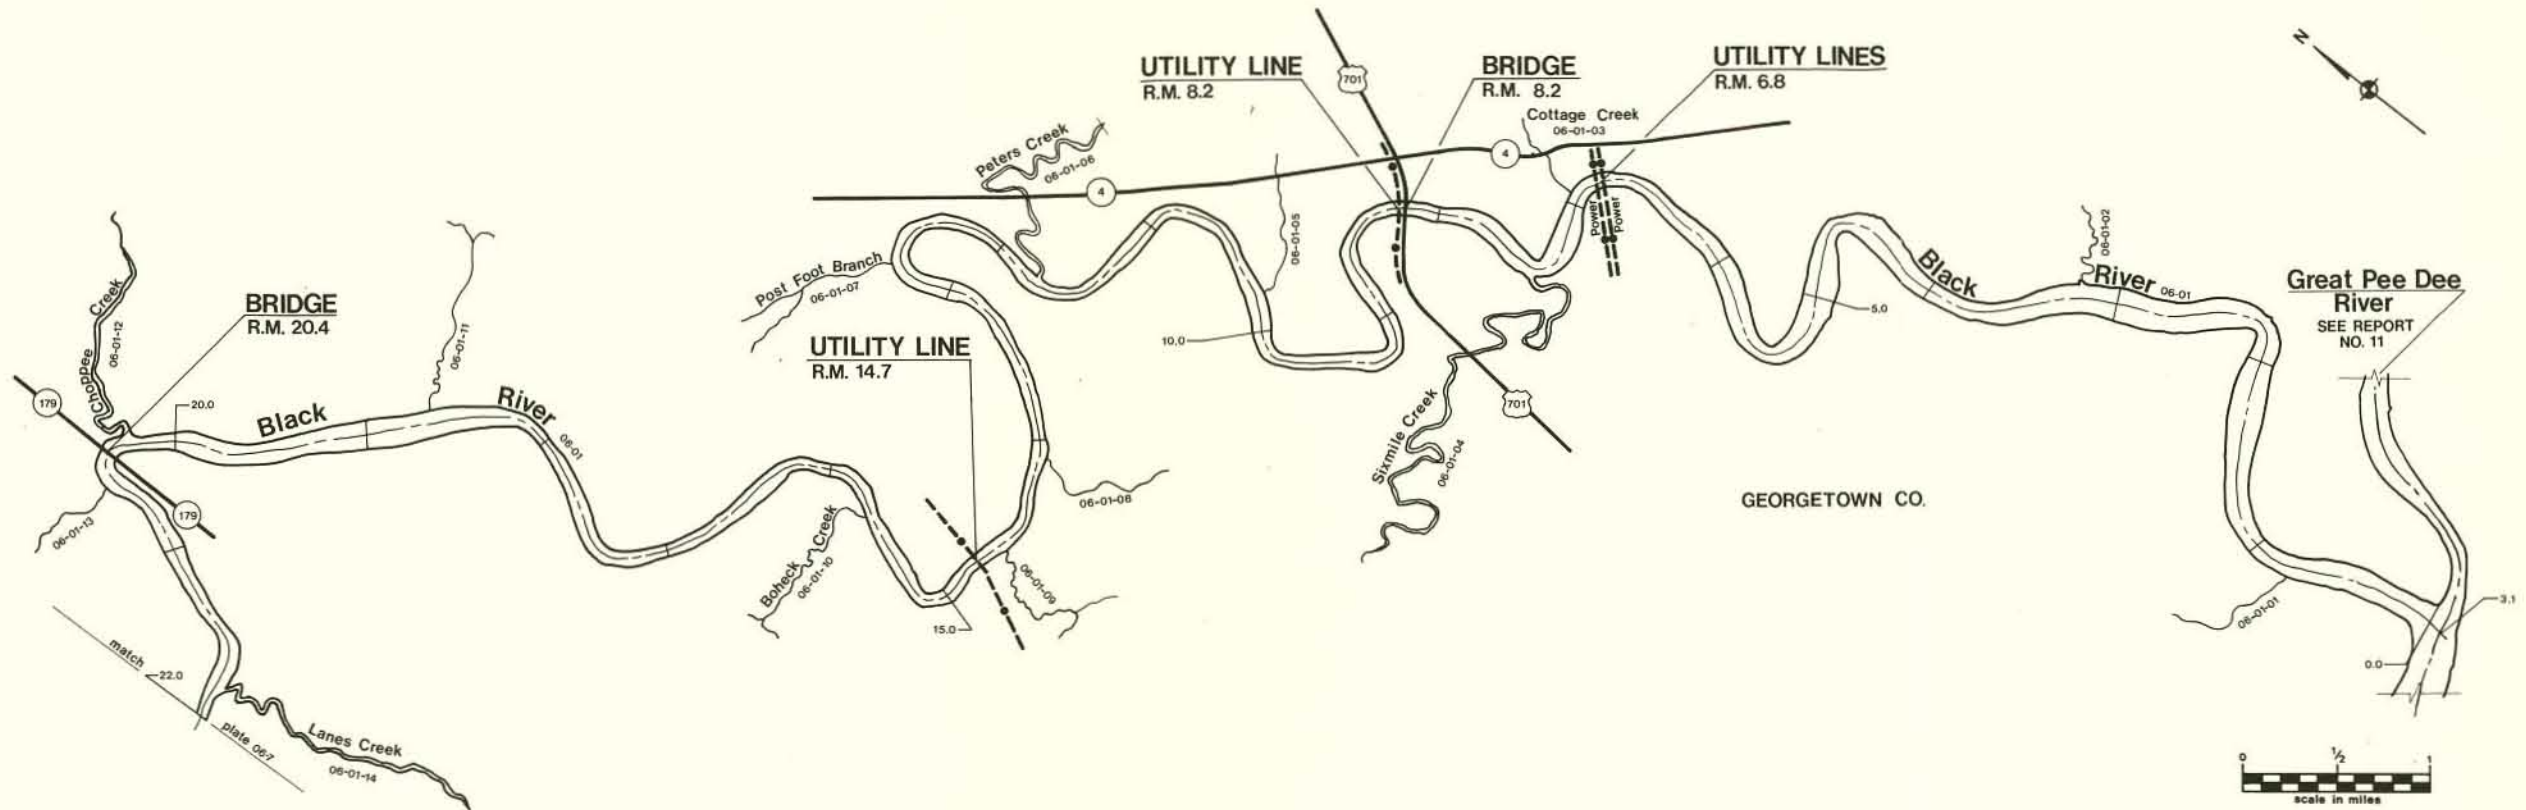 UTILITY LINE
R.M. 8.2
701
BRIDGE
R.M. 8.2
UTILITY LINES
R.M. 6.8
N
Cottage Creek
06-01-03
Peters Creek
06-01-06
4
4
Power
Power
06-01-05
06-01-02
Post Foot Branch
06-01-07
Black River 06-01
Great Pee Dee
River
SEE REPORT
NO. 11
Choppee Creek
06-01-12
BRIDGE
R.M. 20.4
06-01-11
UTILITY LINE
R.M. 14.7
10.0
5.0
179
20.0
Black River
06-01
701
Sixmile Creek
06-01-04
06-01-08
GEORGETOWN CO.
179
06-01-13
Boheck Creek
06-01-10
06-01-09
15.0
06-01-01
3.1
0.0
match
22.0
plate 06-7
Lanes Creek
06-01-14
0 1/2 1
scale in miles